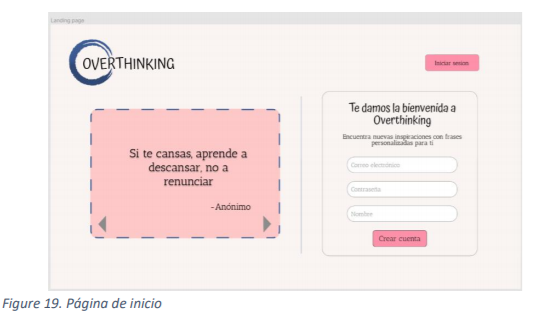 Landing page
OVERTHINKING
Iniciar sesión
Te damos la bienvenida a
Overthinking
Encuentra nuevas inspiraciones con frases
personalizadas para ti
Si te cansas, aprende a
descansar, no a
renunciar
-Anónimo
Correo electrónico
Contraseña
Nombre
Crear cuenta
Figure 19. Página de inicio